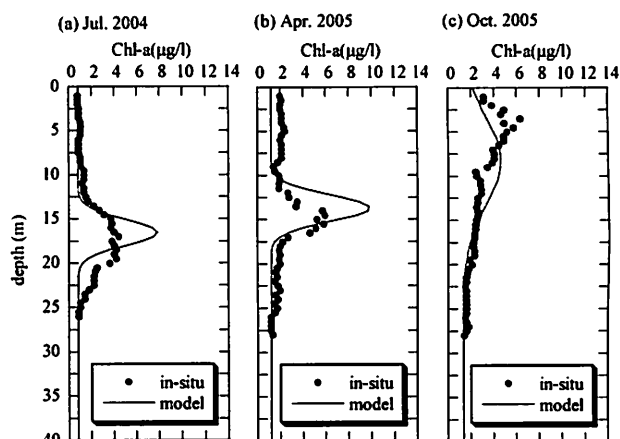 (a) Jul. 2004
Chl-a(µg/l)
0 2 4 6 8 10 12 14
(b) Apr. 2005
Chl-a(µg/l)
0 2 4 6 8 10 12 14
(c) Oct. 2005
Chl-a(µg/l)
0 2 4 6 8 10 12 14
depth (m)
0
5
10
15
20
25
30
35
40
in-situ
model
in-situ
model
in-situ
model